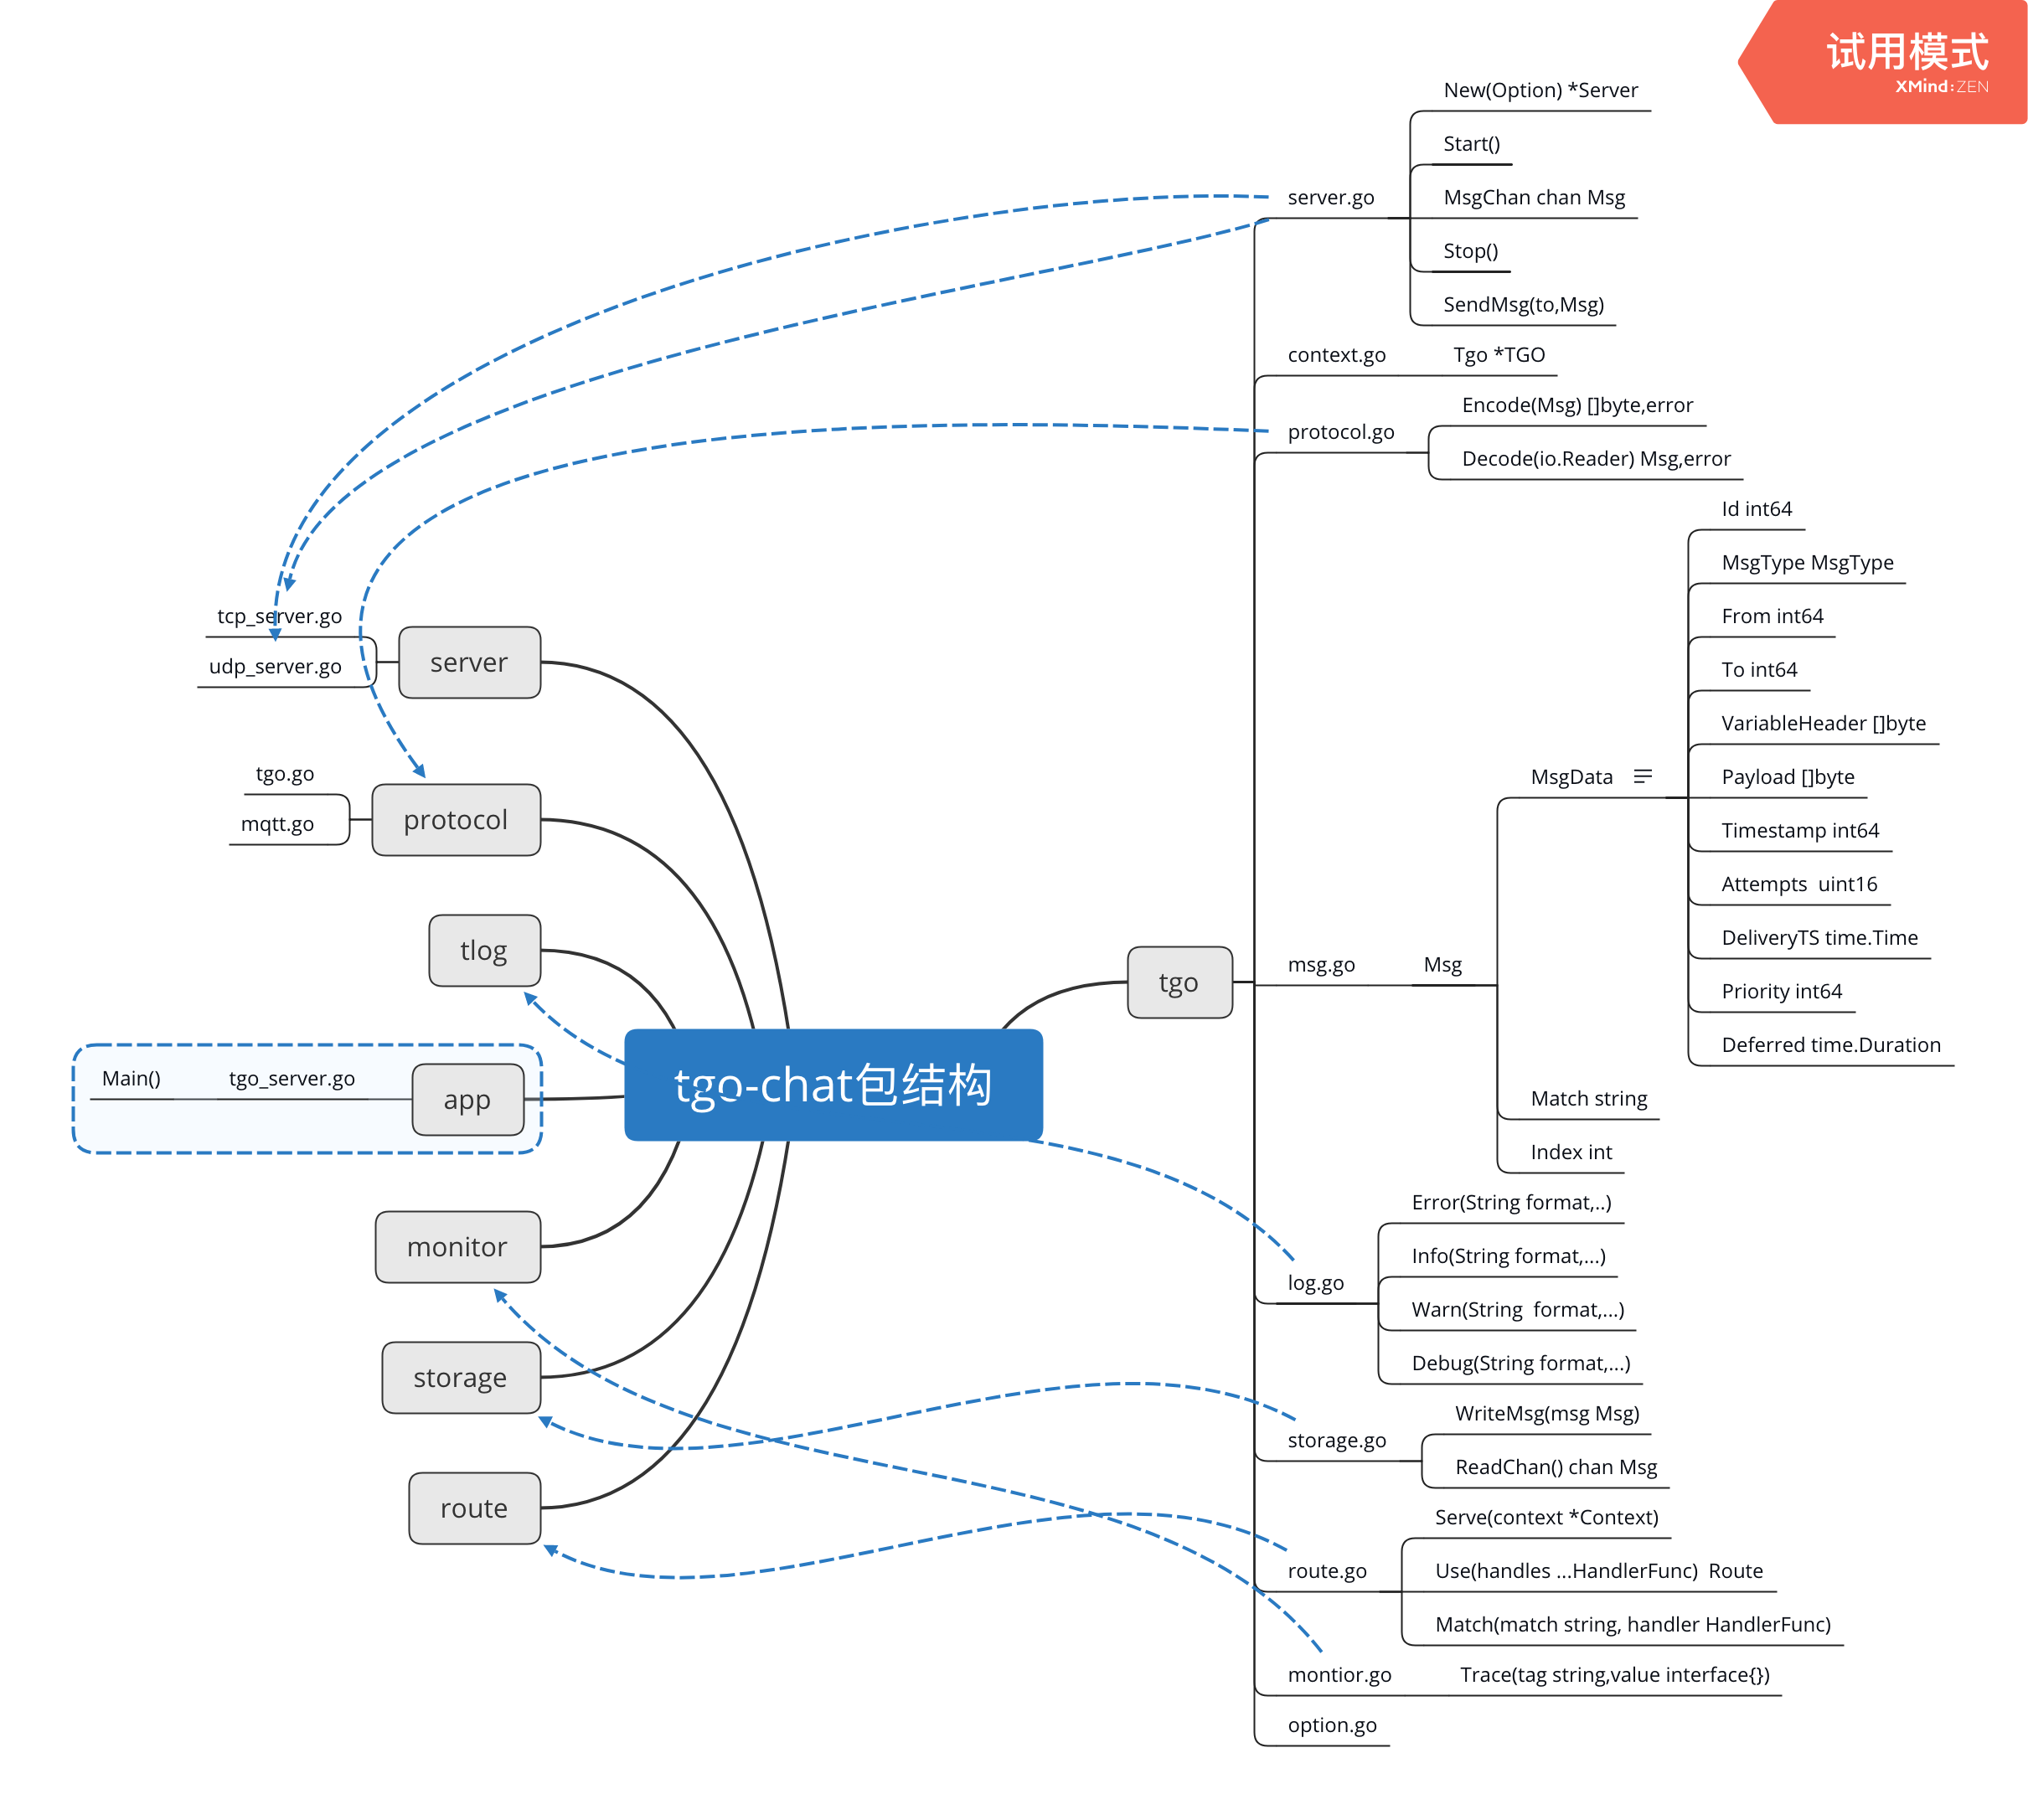 试用模式
XMind:ZEN
New(Option) *Server
Start()
server.go
MsgChan chan Msg
Stop()
SendMsg(to,Msg)
context.go
Tgo *TGO
Encode(Msg) []byte,error
protocol.go
Decode(io.Reader) Msg,error
Id int64
MsgType MsgType
From int64
To int64
VariableHeader []byte
MsgData
Payload []byte
Timestamp int64
Attempts  uint16
DeliveryTS time.Time
msg.go
Msg
Priority int64
Deferred time.Duration
Match string
Index int
Error(String format,..)
Info(String format,...)
log.go
Warn(String  format,...)
Debug(String format,...)
WriteMsg(msg Msg)
storage.go
ReadChan() chan Msg
Serve(context *Context)
route.go
Use(handles ...HandlerFunc)  Route
Match(match string, handler HandlerFunc)
montior.go
Trace(tag string,value interface{})
option.go
tgo
tgo-chat包结构
tcp_server.go
server
udp_server.go
tgo.go
protocol
mqtt.go
tlog
Main()
tgo_server.go
app
monitor
storage
route